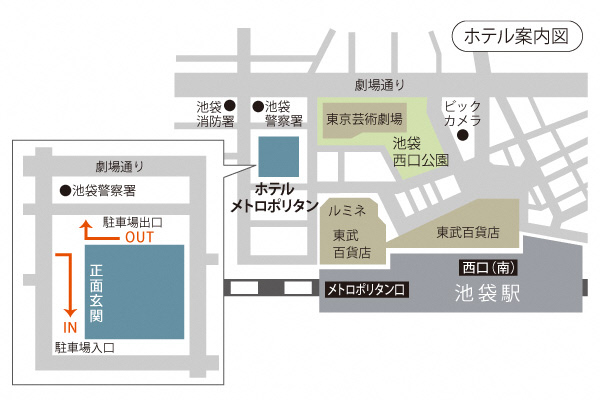 ホテル案内図
劇場通り
池袋
消防署
池袋
警察署
東京芸術劇場
ビック
カメラ
池袋
西口公園
ホテル
メトロポリタン
ルミネ
東武
百貨店
東武百貨店
西口（南）
メトロポリタン口
池袋駅
劇場通り
池袋警察署
駐車場出口
OUT
正面玄関
IN
駐車場入口